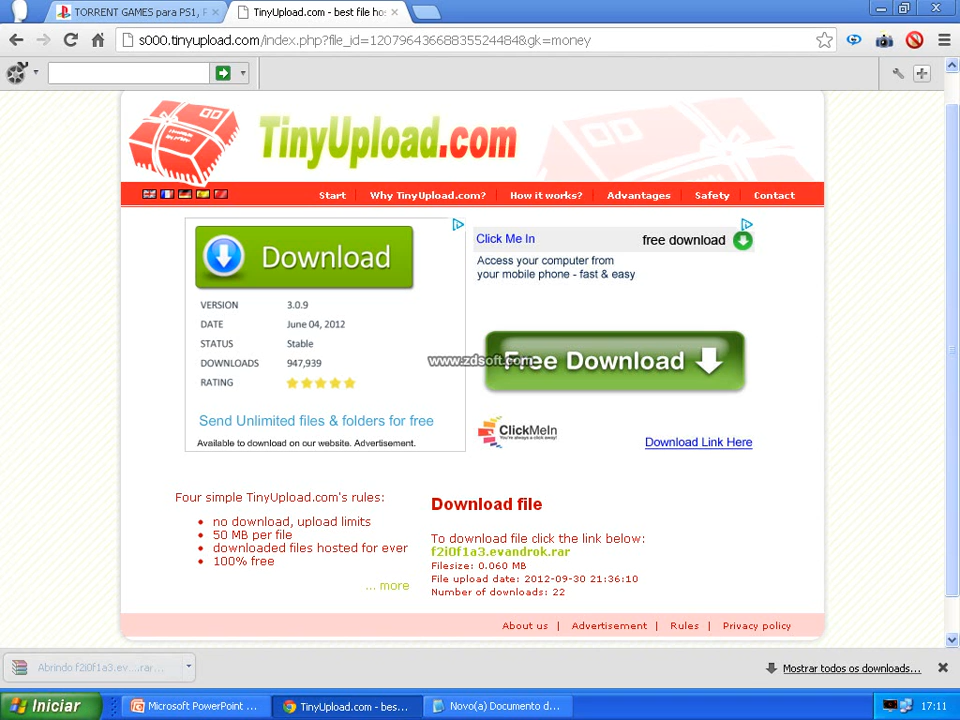 TORRENT GAMES para PS1, F
TinyUpload.com - best file ho
s000.tinyupload.com/index.php?file_id=12079643668835524484&gk=money
TinyUpload.com
Start
Why TinyUpload.com?
How it works?
Advantages
Safety
Contact
Download
VERSION 3.0.9
DATE June 04, 2012
STATUS Stable
DOWNLOADS 947,939
RATING
Send Unlimited files & folders for free
Available to download on our website. Advertisement.
Click Me In
free download
Access your computer from
your mobile phone - fast & easy
www.zdsoft.com
Free Download
ClickMeIn
You're always a click away!
Download Link Here
Four simple TinyUpload.com's rules:
no download, upload limits
50 MB per file
downloaded files hosted for ever
100% free
... more
Download file
To download file click the link below:
f2i0f1a3.evandrok.rar
Filesize: 0.060 MB
File upload date: 2012-09-30 21:36:10
Number of downloads: 22
About us | Advertisement | Rules | Privacy policy
Abrindo f2i0f1a3.ev....rar...
Mostrar todos os downloads...
Iniciar
Microsoft PowerPoint ...
TinyUpload.com - bes...
Novo(a) Documento d...
17:11